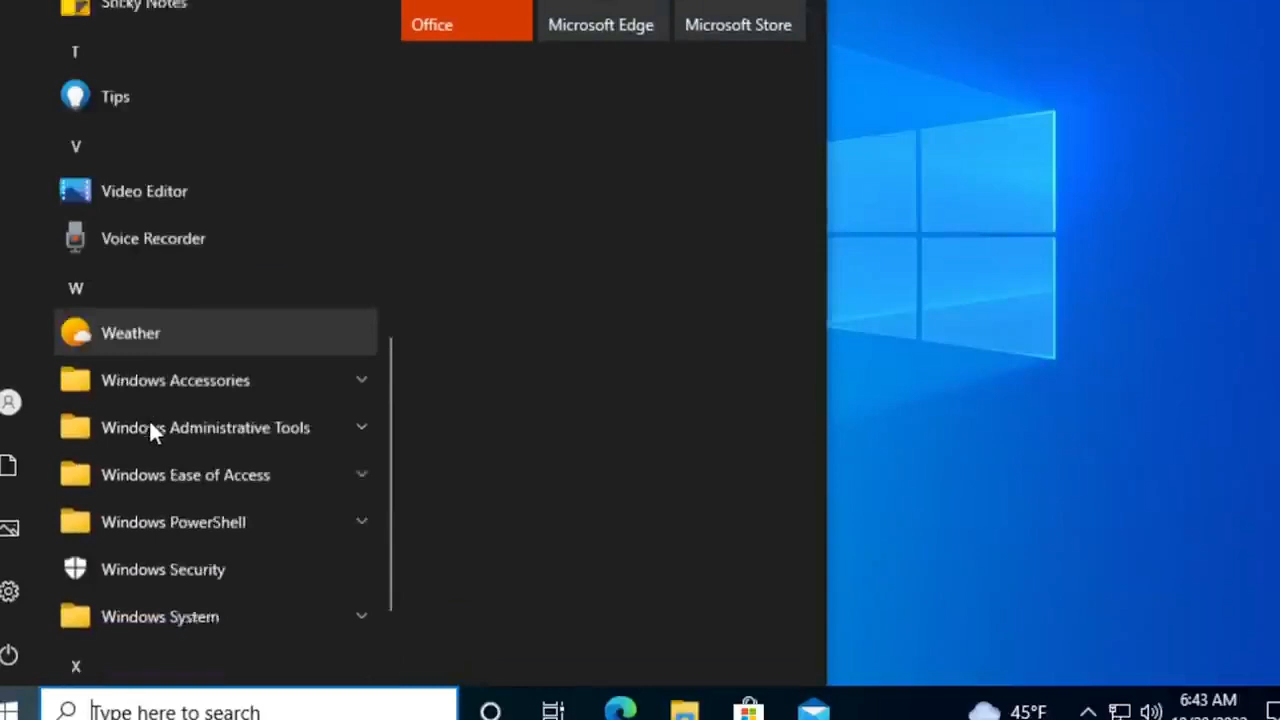 Sticky Notes
T
Tips
V
Video Editor
Voice Recorder
W
Weather
Windows Accessories
Windows Administrative Tools
Windows Ease of Access
Windows PowerShell
Windows Security
Windows System
X
Office
Microsoft Edge
Microsoft Store
Type here to search
45°F
6:43 AM